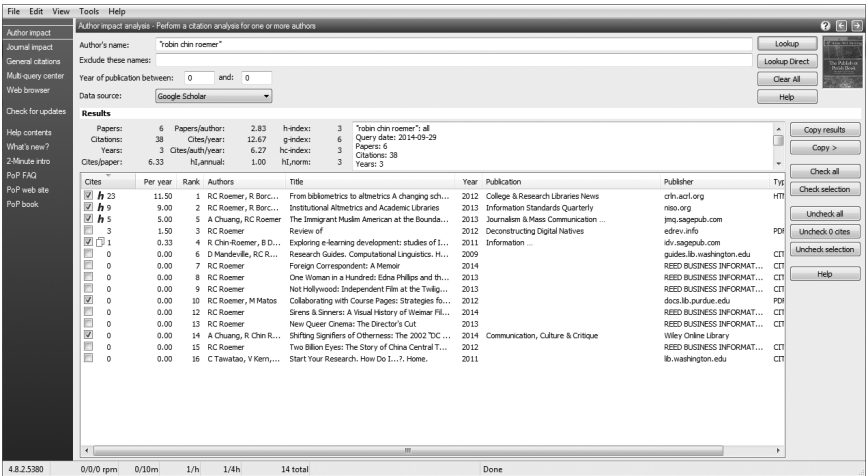 File Edit View Tools Help
Author impact analysis - Perform a citation analysis for one or more authors
Author impact
Journal impact
General citations
Multi-query center
Web browser
Check for updates
Help contents
What's new?
2-Minute intro
PoP FAQ
PoP web site
PoP book
Author's name: "robin chin roemer" Lookup
Exclude these names: Lookup Direct
Year of publication between: 0 and: 0 Clear All
Data source: Google Scholar Help
Results
Papers: 6 Papers/author: 2.83 h-index: 3 "robin chin roemer": all
Citations: 38 Cites/year: 12.67 g-index: 6 Query date: 2014-09-29
Years: 3 Cites/auth/year: 6.27 hc-index: 3 Papers: 6
Cites/paper: 6.33 hI,annual: 1.00 hI,norm: 3 Citations: 38
Years: 3
Copy results
Copy >
Check all
Check selection
Uncheck all
Uncheck 0 cites
Uncheck selection
Help
Cites Per year Rank Authors Title Year Publication Publisher Typ
h 23 11.50 1 RC Roemer, R Borc... From bibliometrics to altmetrics A changing sch... 2012 College & Research Libraries News crln.acrl.org HTM
h 9 9.00 2 RC Roemer, R Borc... Institutional Altmetrics and Academic Libraries 2013 Information Standards Quarterly niso.org
h 5 5.00 5 A Chuang, RC Roemer The Immigrant Muslim American at the Bounda... 2013 Journalism & Mass Communication ... jmq.sagepub.com
3 1.50 3 RC Roemer Review of 2012 Deconstructing Digital Natives edrev.info PDF
1 0.33 4 R Chin-Roemer, B D... Exploring e-learning development: studies of I... 2011 Information ... idv.sagepub.com
0 0.00 6 D Mandeville, RC R... Research Guides. Computational Linguistics. H... 2009 guides.lib.washington.edu CIT
0 0.00 7 RC Roemer Foreign Correspondent: A Memoir 2014 REED BUSINESS INFORMAT... CIT
0 0.00 8 RC Roemer One Woman in a Hundred: Edna Phillips and th... 2013 REED BUSINESS INFORMAT... CIT
0 0.00 9 RC Roemer Not Hollywood: Independent Film at the Twilig... 2013 REED BUSINESS INFORMAT... CIT
0 0.00 10 RC Roemer, M Matos Collaborating with Course Pages: Strategies fo... 2012 docs.lib.purdue.edu PDF
0 0.00 12 RC Roemer Sirens & Sinners: A Visual History of Weimar Fil... 2014 REED BUSINESS INFORMAT... CIT
0 0.00 13 RC Roemer New Queer Cinema: The Director's Cut 2013 REED BUSINESS INFORMAT... CIT
0 0.00 14 A Chuang, R Chin R... Shifting Signifiers of Otherness: The 2002 "DC ... 2014 Communication, Culture & Critique Wiley Online Library
0 0.00 15 RC Roemer Two Billion Eyes: The Story of China Central T... 2012 REED BUSINESS INFORMAT... CIT
0 0.00 16 C Tawatao, V Kern,... Start Your Research. How Do I...?. Home. 2011 lib.washington.edu CIT
4.8.2.5380 0/0/0 rpm 0/10m 1/h 1/4h 14 total Done